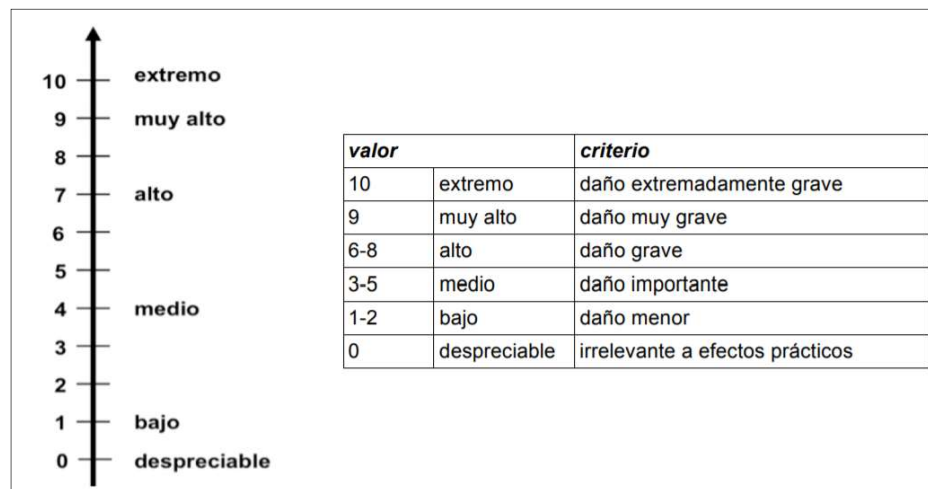 10 extremo
9 muy alto
8
7 alto
6
5
4 medio
3
2
1 bajo
0 despreciable
valor criterio
10 extremo daño extremadamente grave
9 muy alto daño muy grave
6-8 alto daño grave
3-5 medio daño importante
1-2 bajo daño menor
0 despreciable irrelevante a efectos prácticos